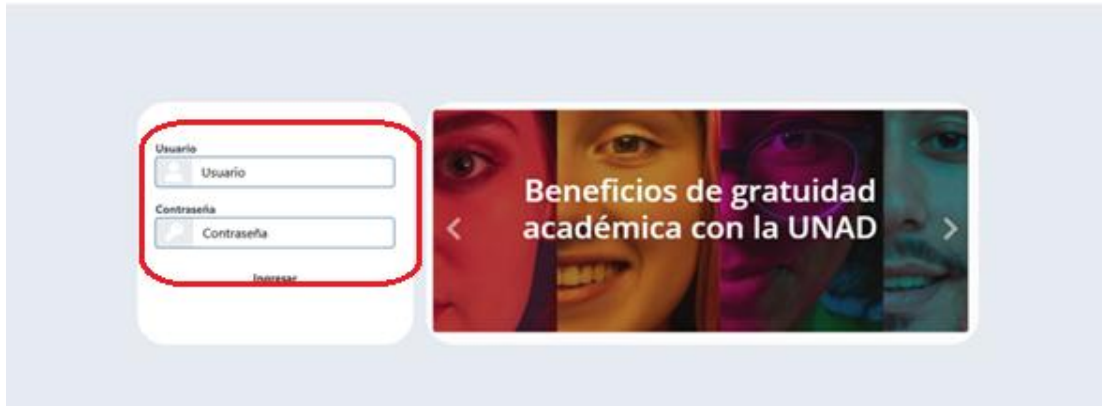 Usuario
Usuario
Contraseña
Contraseña
Ingresar
Beneficios de gratuidad
académica con la UNAD